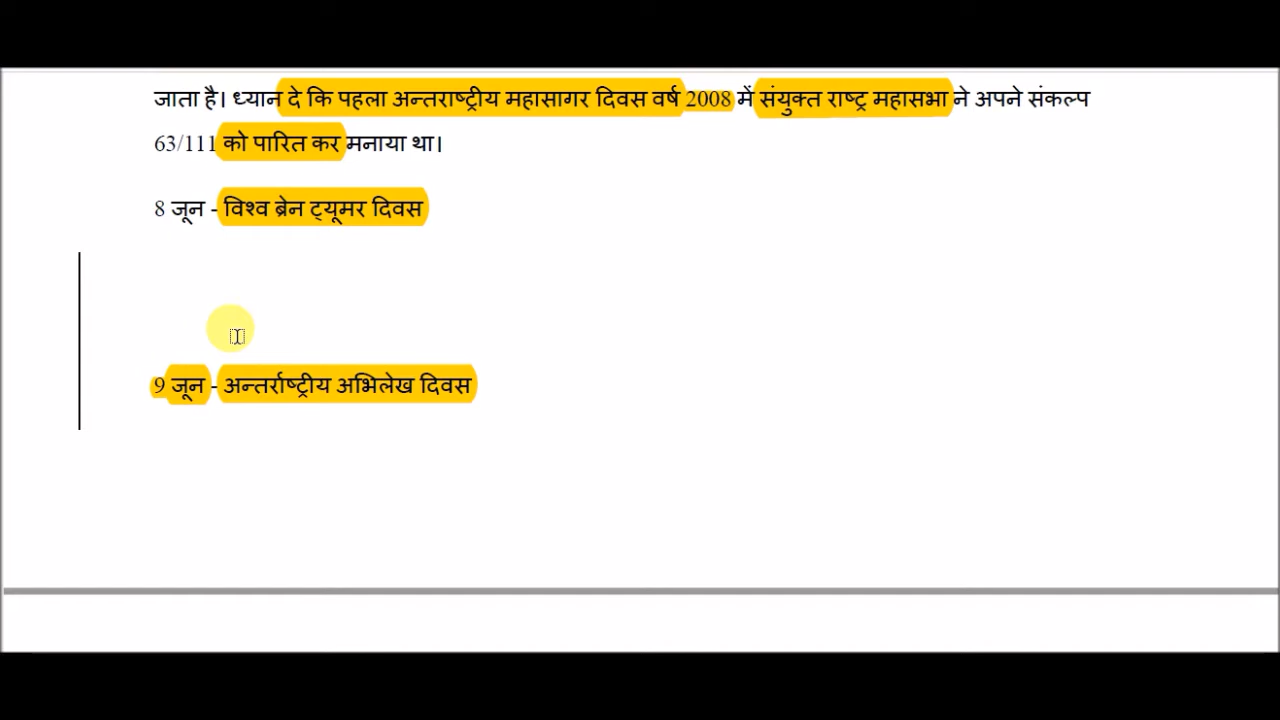 जाता है। ध्यान दे कि पहला अन्तराष्ट्रीय महासागर दिवस वर्ष 2008 में संयुक्त राष्ट्र महासभा ने अपने संकल्प
63/111 को पारित कर मनाया था।
8 जून - विश्व ब्रेन ट्यूमर दिवस
9 जून - अन्तर्राष्ट्रीय अभिलेख दिवस